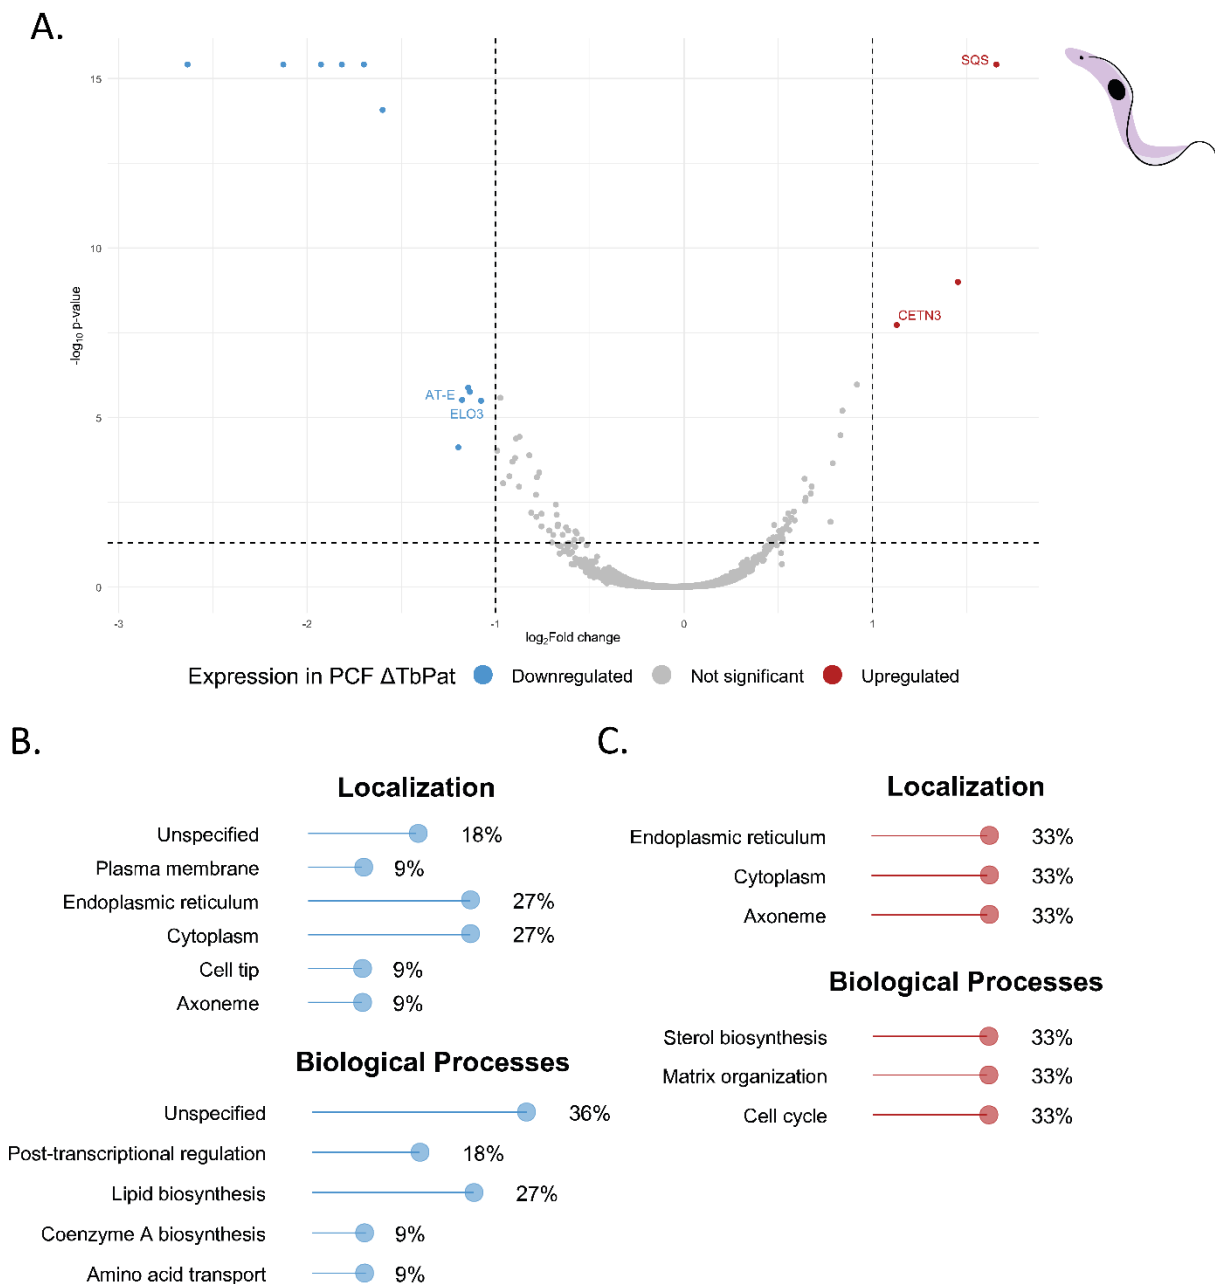 A.
SQS
15
10
CETN3
-log10 p-value
AT-E
ELO3
5
0
-3
-2
-1
0
1
log2Fold change
Expression in PCF ΔTbPat Downregulated Not significant Upregulated
B.
Localization
Unspecified 18%
Plasma membrane 9%
Endoplasmic reticulum 27%
Cytoplasm 27%
Cell tip 9%
Axoneme 9%
Biological Processes
Unspecified 36%
Post-transcriptional regulation 18%
Lipid biosynthesis 27%
Coenzyme A biosynthesis 9%
Amino acid transport 9%
C.
Localization
Endoplasmic reticulum 33%
Cytoplasm 33%
Axoneme 33%
Biological Processes
Sterol biosynthesis 33%
Matrix organization 33%
Cell cycle 33%